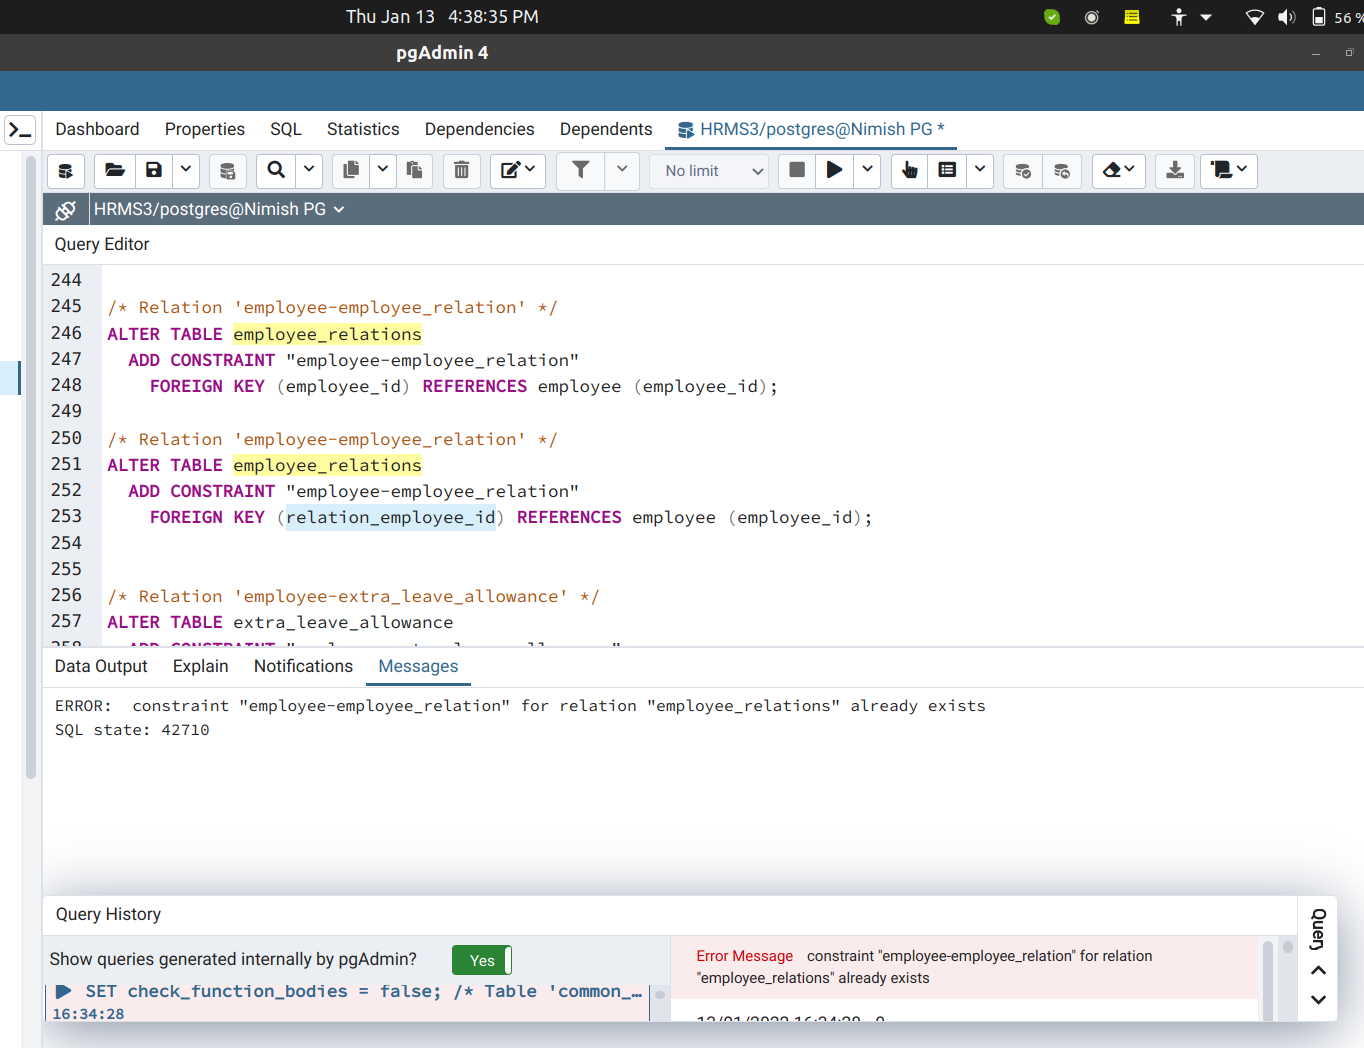 Thu Jan 13 4:38:35 PM
56 %
pgAdmin 4
Dashboard Properties SQL Statistics Dependencies Dependents HRMS3/postgres@Nimish PG *
No limit
HRMS3/postgres@Nimish PG
Query Editor
244
245 /* Relation 'employee-employee_relation' */
246 ALTER TABLE employee_relations
247 ADD CONSTRAINT "employee-employee_relation"
248 FOREIGN KEY (employee_id) REFERENCES employee (employee_id);
249
250 /* Relation 'employee-employee_relation' */
251 ALTER TABLE employee_relations
252 ADD CONSTRAINT "employee-employee_relation"
253 FOREIGN KEY (relation_employee_id) REFERENCES employee (employee_id);
254
255
256 /* Relation 'employee-extra_leave_allowance' */
257 ALTER TABLE extra_leave_allowance
258 ADD CONSTRAINT
Data Output Explain Notifications Messages
ERROR: constraint "employee-employee_relation" for relation "employee_relations" already exists
SQL state: 42710
Query History
Show queries generated internally by pgAdmin? Yes
SET check_function_bodies = false; /* Table 'common_…
16:34:28
Error Message constraint "employee-employee_relation" for relation
"employee_relations" already exists
Query